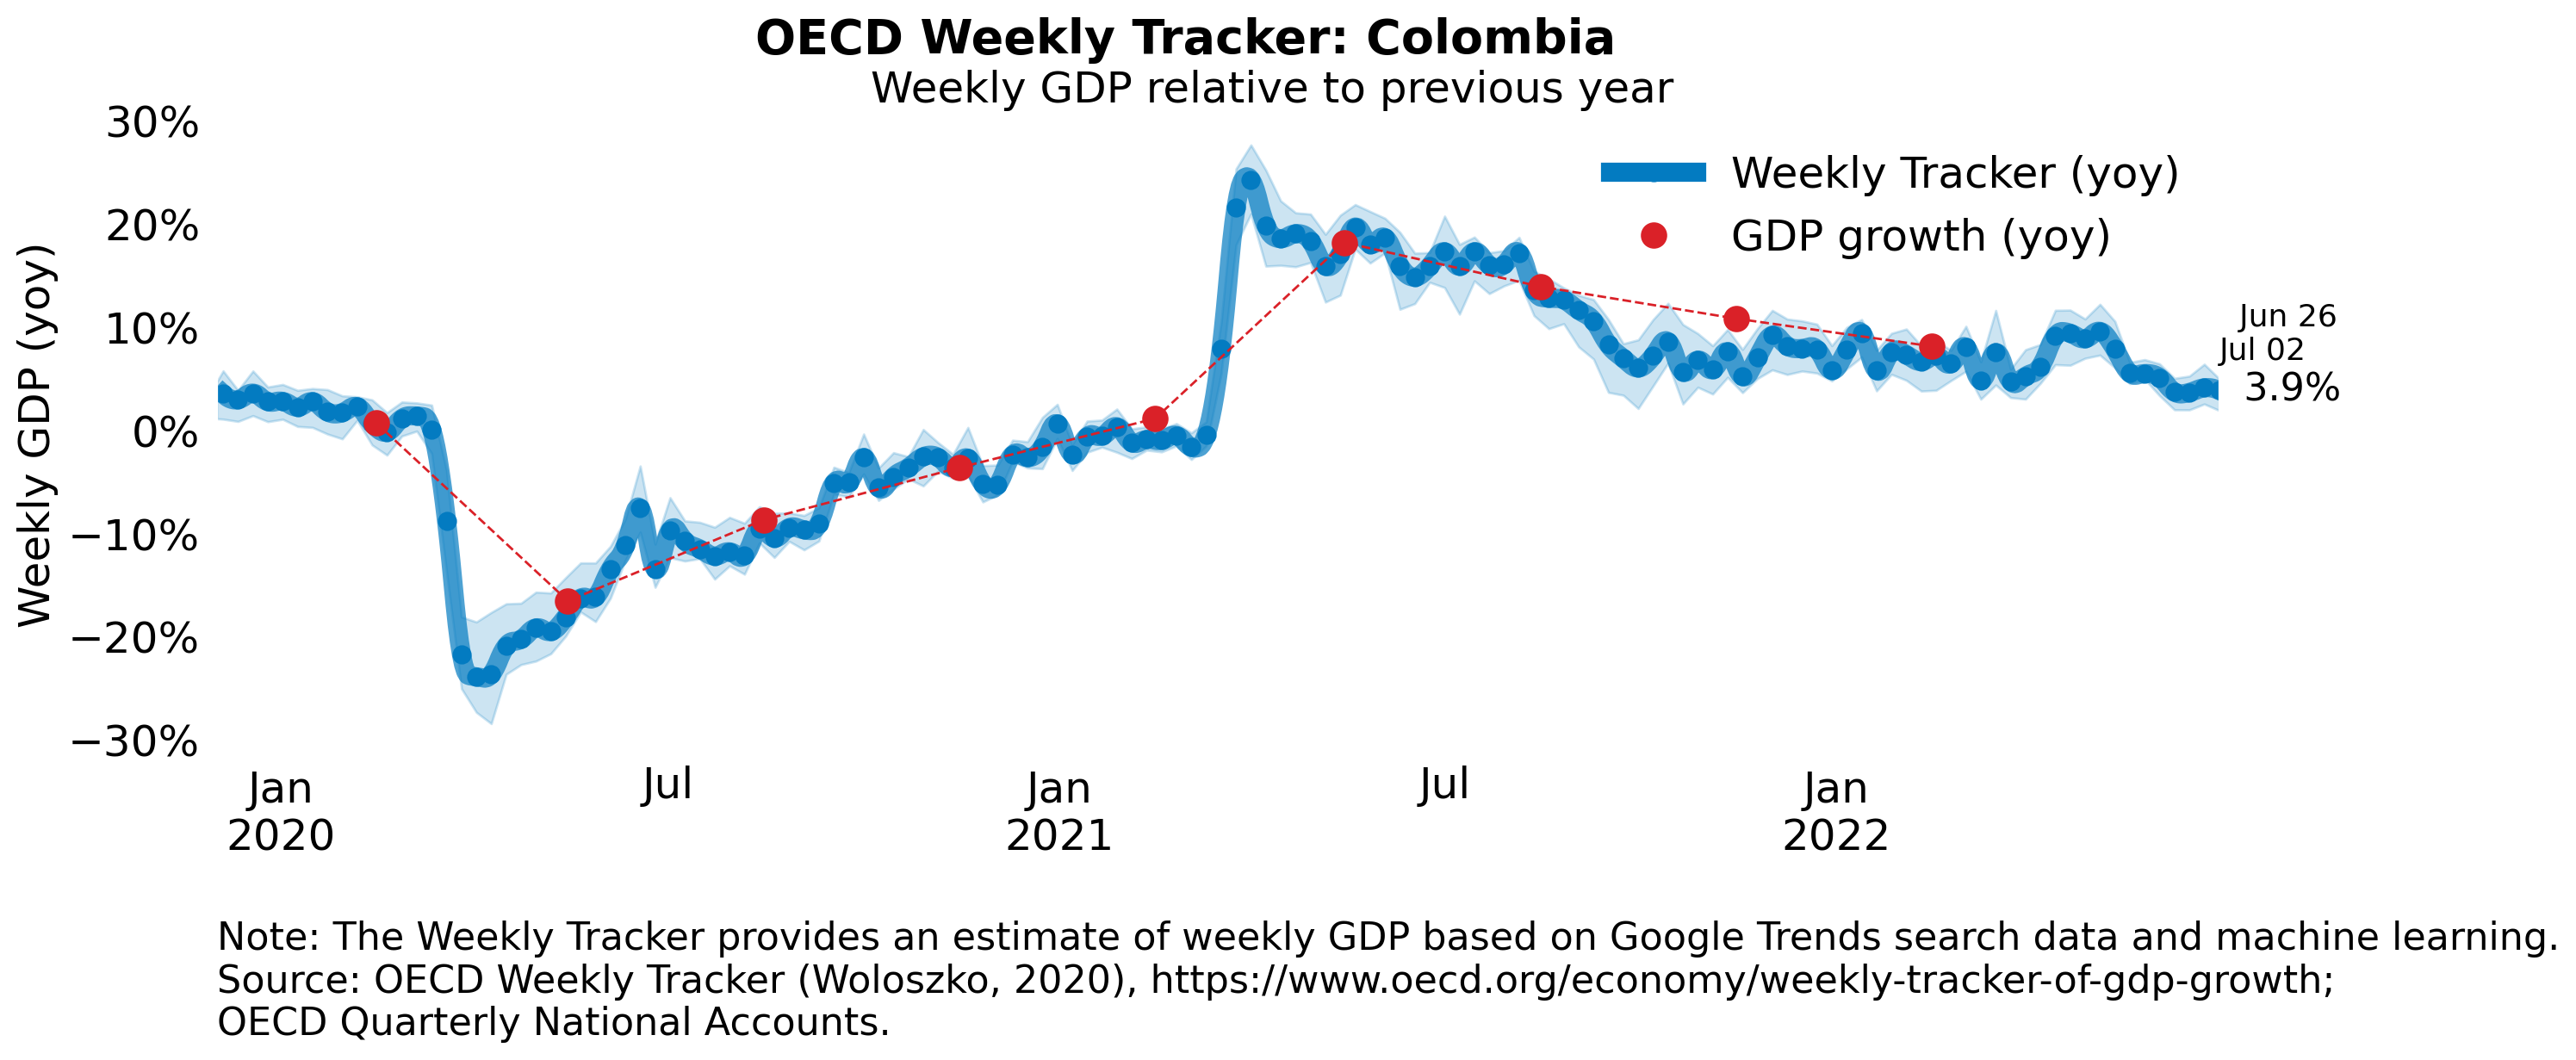 OECD Weekly Tracker: Colombia
Weekly GDP relative to previous year
Weekly GDP (yoy)
30%
20%
10%
0%
−10%
−20%
−30%
Weekly Tracker (yoy)
GDP growth (yoy)
Jun 26
Jul 02
3.9%
Jan
2020
Jul
Jan
2021
Jul
Jan
2022
Note: The Weekly Tracker provides an estimate of weekly GDP based on Google Trends search data and machine learning.
Source: OECD Weekly Tracker (Woloszko, 2020), https://www.oecd.org/economy/weekly-tracker-of-gdp-growth;
OECD Quarterly National Accounts.